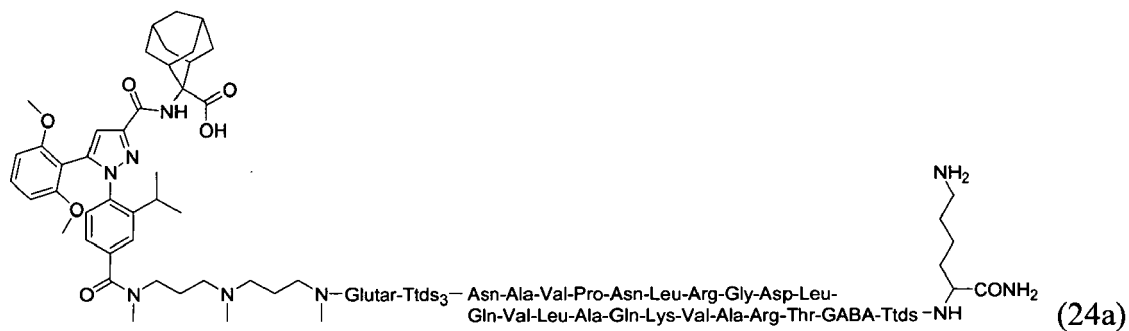 O
NH
O
OH
O
N
N
O
NH₂
O
N
N
N
Glutar-Ttds₃
Asn-Ala-Val-Pro-Asn-Leu-Arg-Gly-Asp-Leu-
Gln-Val-Leu-Ala-Gln-Lys-Val-Ala-Arg-Thr-GABA-Ttds
NH
CONH₂
(24a)